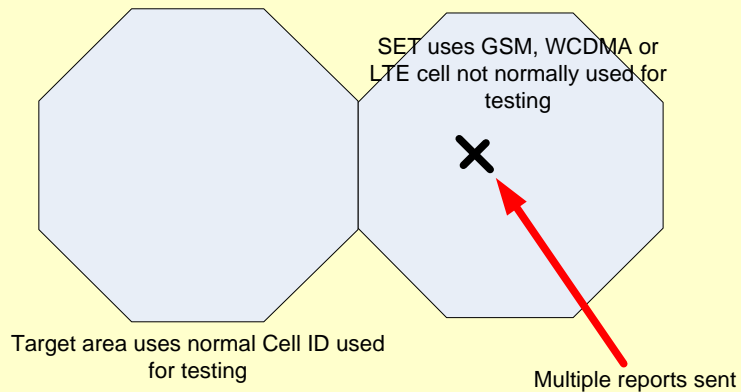 SET uses GSM, WCDMA or
LTE cell not normally used for
testing
Target area uses normal Cell ID used
for testing
Multiple reports sent